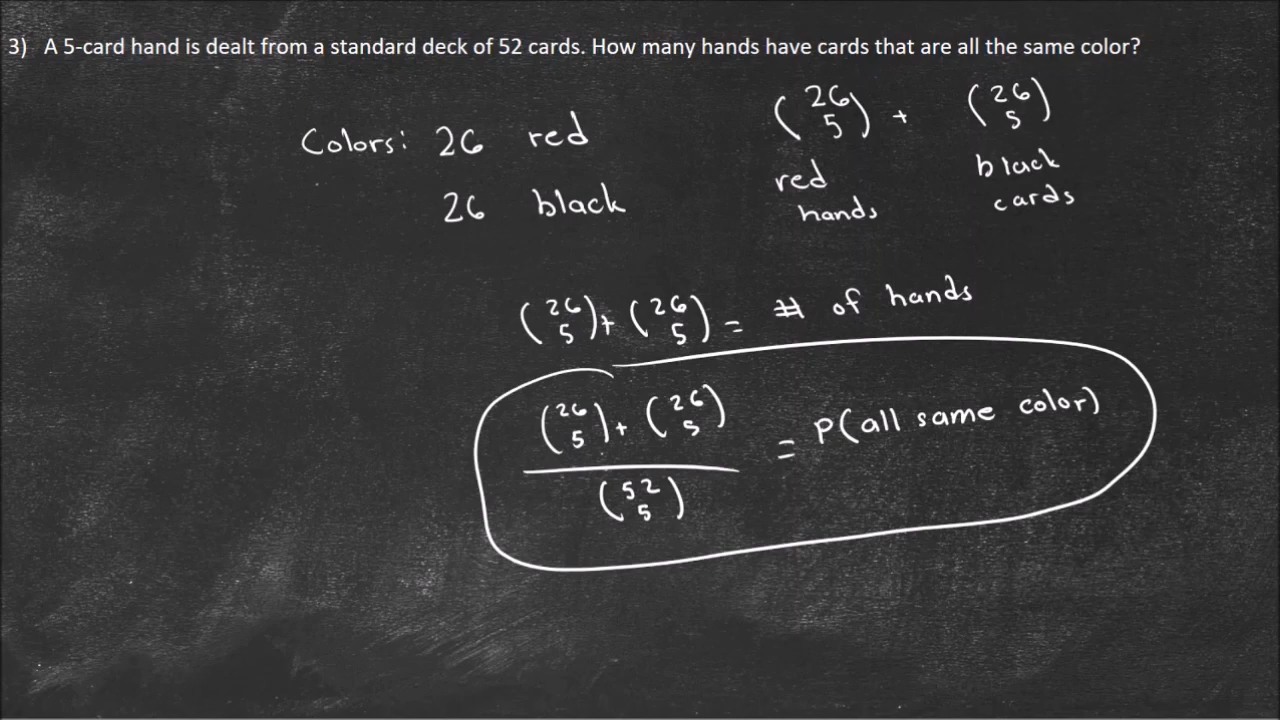 3) A 5-card hand is dealt from a standard deck of 52 cards. How many hands have cards that are all the same color?
Colors: 26 red
26 black
(26 5) + (26 5)
red hands
black cards
(26 5) + (26 5) = # of hands
(26 5) + (26 5)
(52 5)
= P(all same color)